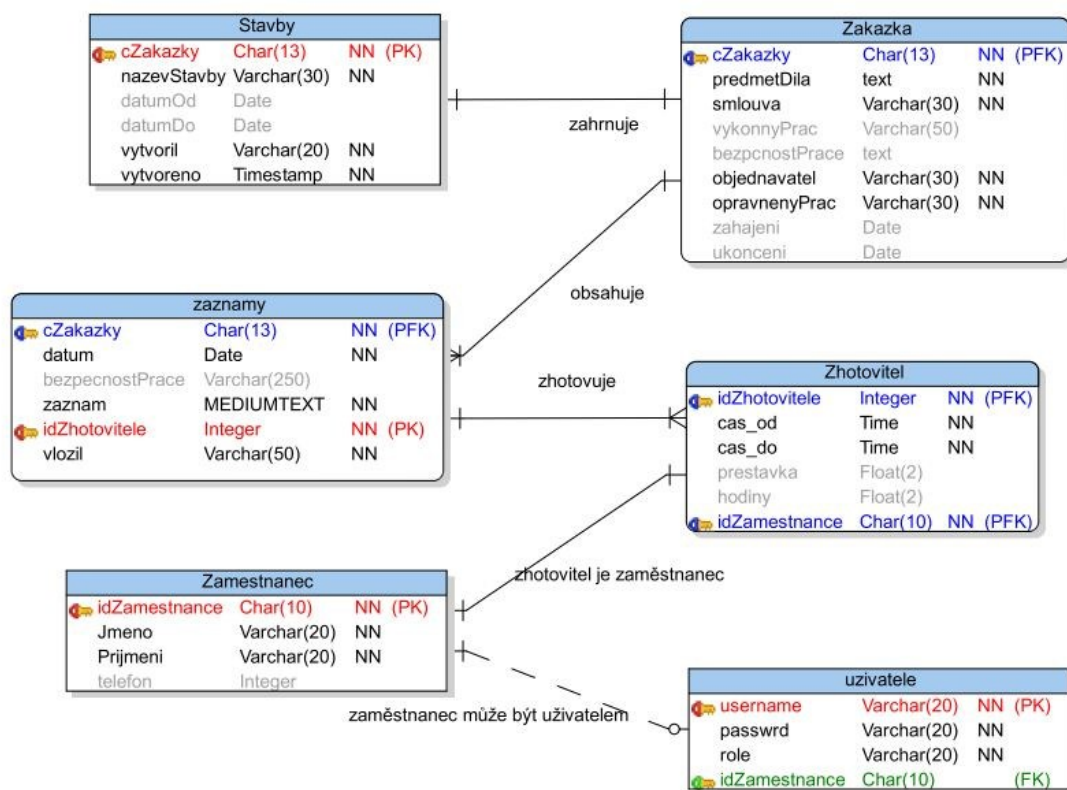 Stavby
cZakazky Char(13) NN (PK)
nazevStavby Varchar(30) NN
datumOd Date
datumDo Date
vytvoril Varchar(20) NN
vytvoreno Timestamp NN
Zakazka
cZakazky Char(13) NN (PFK)
predmetDila text NN
smlouva Varchar(30) NN
vykonnyPrac Varchar(50)
bezpcnostPrace text
objednavatel Varchar(30) NN
opravnenyPrac Varchar(30) NN
zahajeni Date
ukonceni Date
zahrnuje
obsahuje
zaznamy
cZakazky Char(13) NN (PFK)
datum Date NN
bezpecnostPrace Varchar(250)
zaznam MEDIUMTEXT NN
idZhotovitele Integer NN (PK)
vlozil Varchar(50) NN
zhotovuje
Zhotovitel
idZhotovitele Integer NN (PFK)
cas_od Time NN
cas_do Time NN
prestavka Float(2)
hodiny Float(2)
idZamestnance Char(10) NN (PFK)
zhotovitel je zaměstnanec
Zamestnanec
idZamestnance Char(10) NN (PK)
Jmeno Varchar(20) NN
Prijmeni Varchar(20) NN
telefon Integer
zaměstnanec může být uživatelem
uzivatele
username Varchar(20) NN (PK)
passwrd Varchar(20) NN
role Varchar(20) NN
idZamestnance Char(10) (FK)